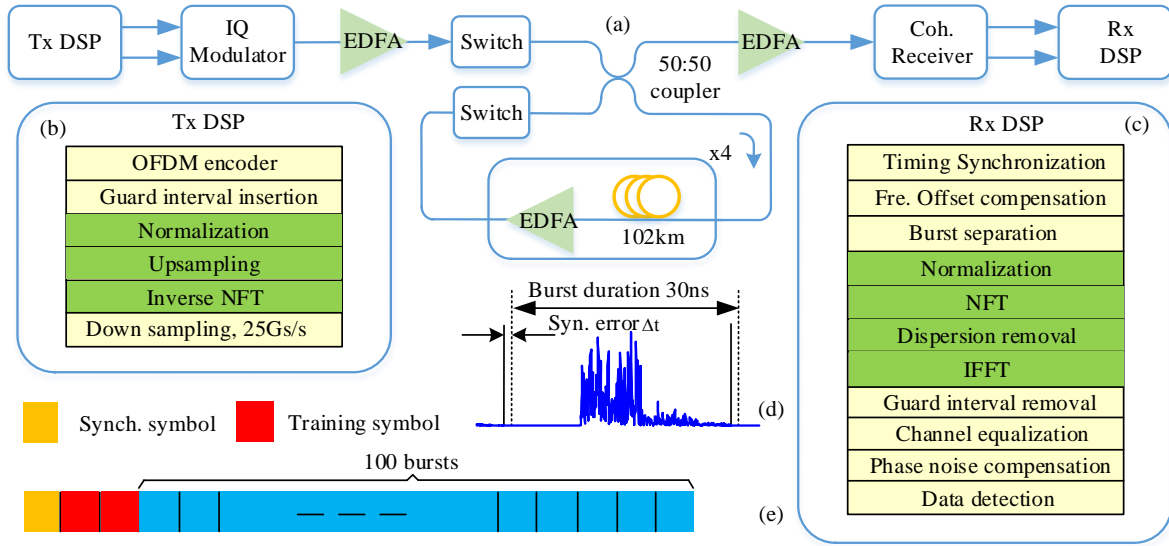 Tx DSP
IQ
Modulator
EDFA
Switch
(a)
EDFA
Coh.
Receiver
Rx
DSP
50:50
coupler
Switch
x4
EDFA
102km
(b)
Tx DSP
OFDM encoder
Guard interval insertion
Normalization
Upsampling
Inverse NFT
Down sampling, 25Gs/s
Rx DSP
(c)
Timing Synchronization
Fre. Offset compensation
Burst separation
Normalization
NFT
Dispersion removal
IFFT
Guard interval removal
Channel equalization
Phase noise compensation
Data detection
Burst duration 30ns
Syn. error Δt
(d)
Synch. symbol
Training symbol
100 bursts
(e)